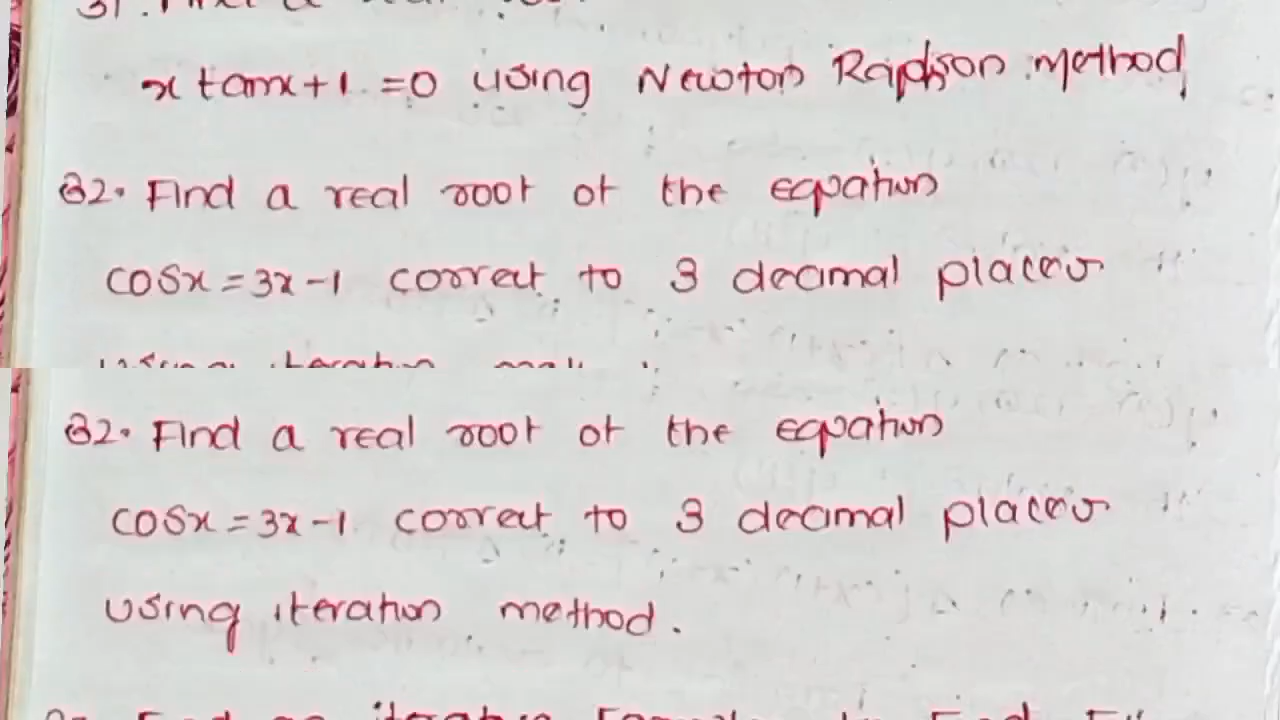 x tanx + 1 = 0 using Newton Raphson method
32. Find a real root of the equation
cosx = 3x - 1 correct to 3 decimal places
using iteration
32. Find a real root of the equation
cosx = 3x - 1 correct to 3 decimal places
using iteration method.